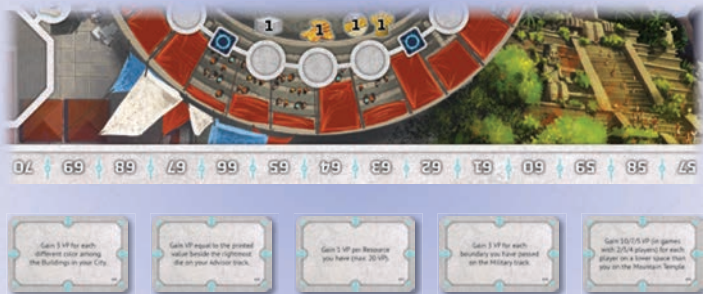 1 1 1 1
70 69 68 67 66 65 64 63 62 61 60 59 58 57
Gain 3 VP for each
different color among
the Buildings in your City.
Gain VP equal to the printed
value beside the rightmost
die on your Advisor track.
Gain 5 VP per Resource
you have (max. 20 VP).
Gain 3 VP for each
boundary you have passed
on the Military track.
Gain 10/7/5 VP (in games
with 2/3/4 players) for each
player on a lower space than
you on the Mountain Temple.